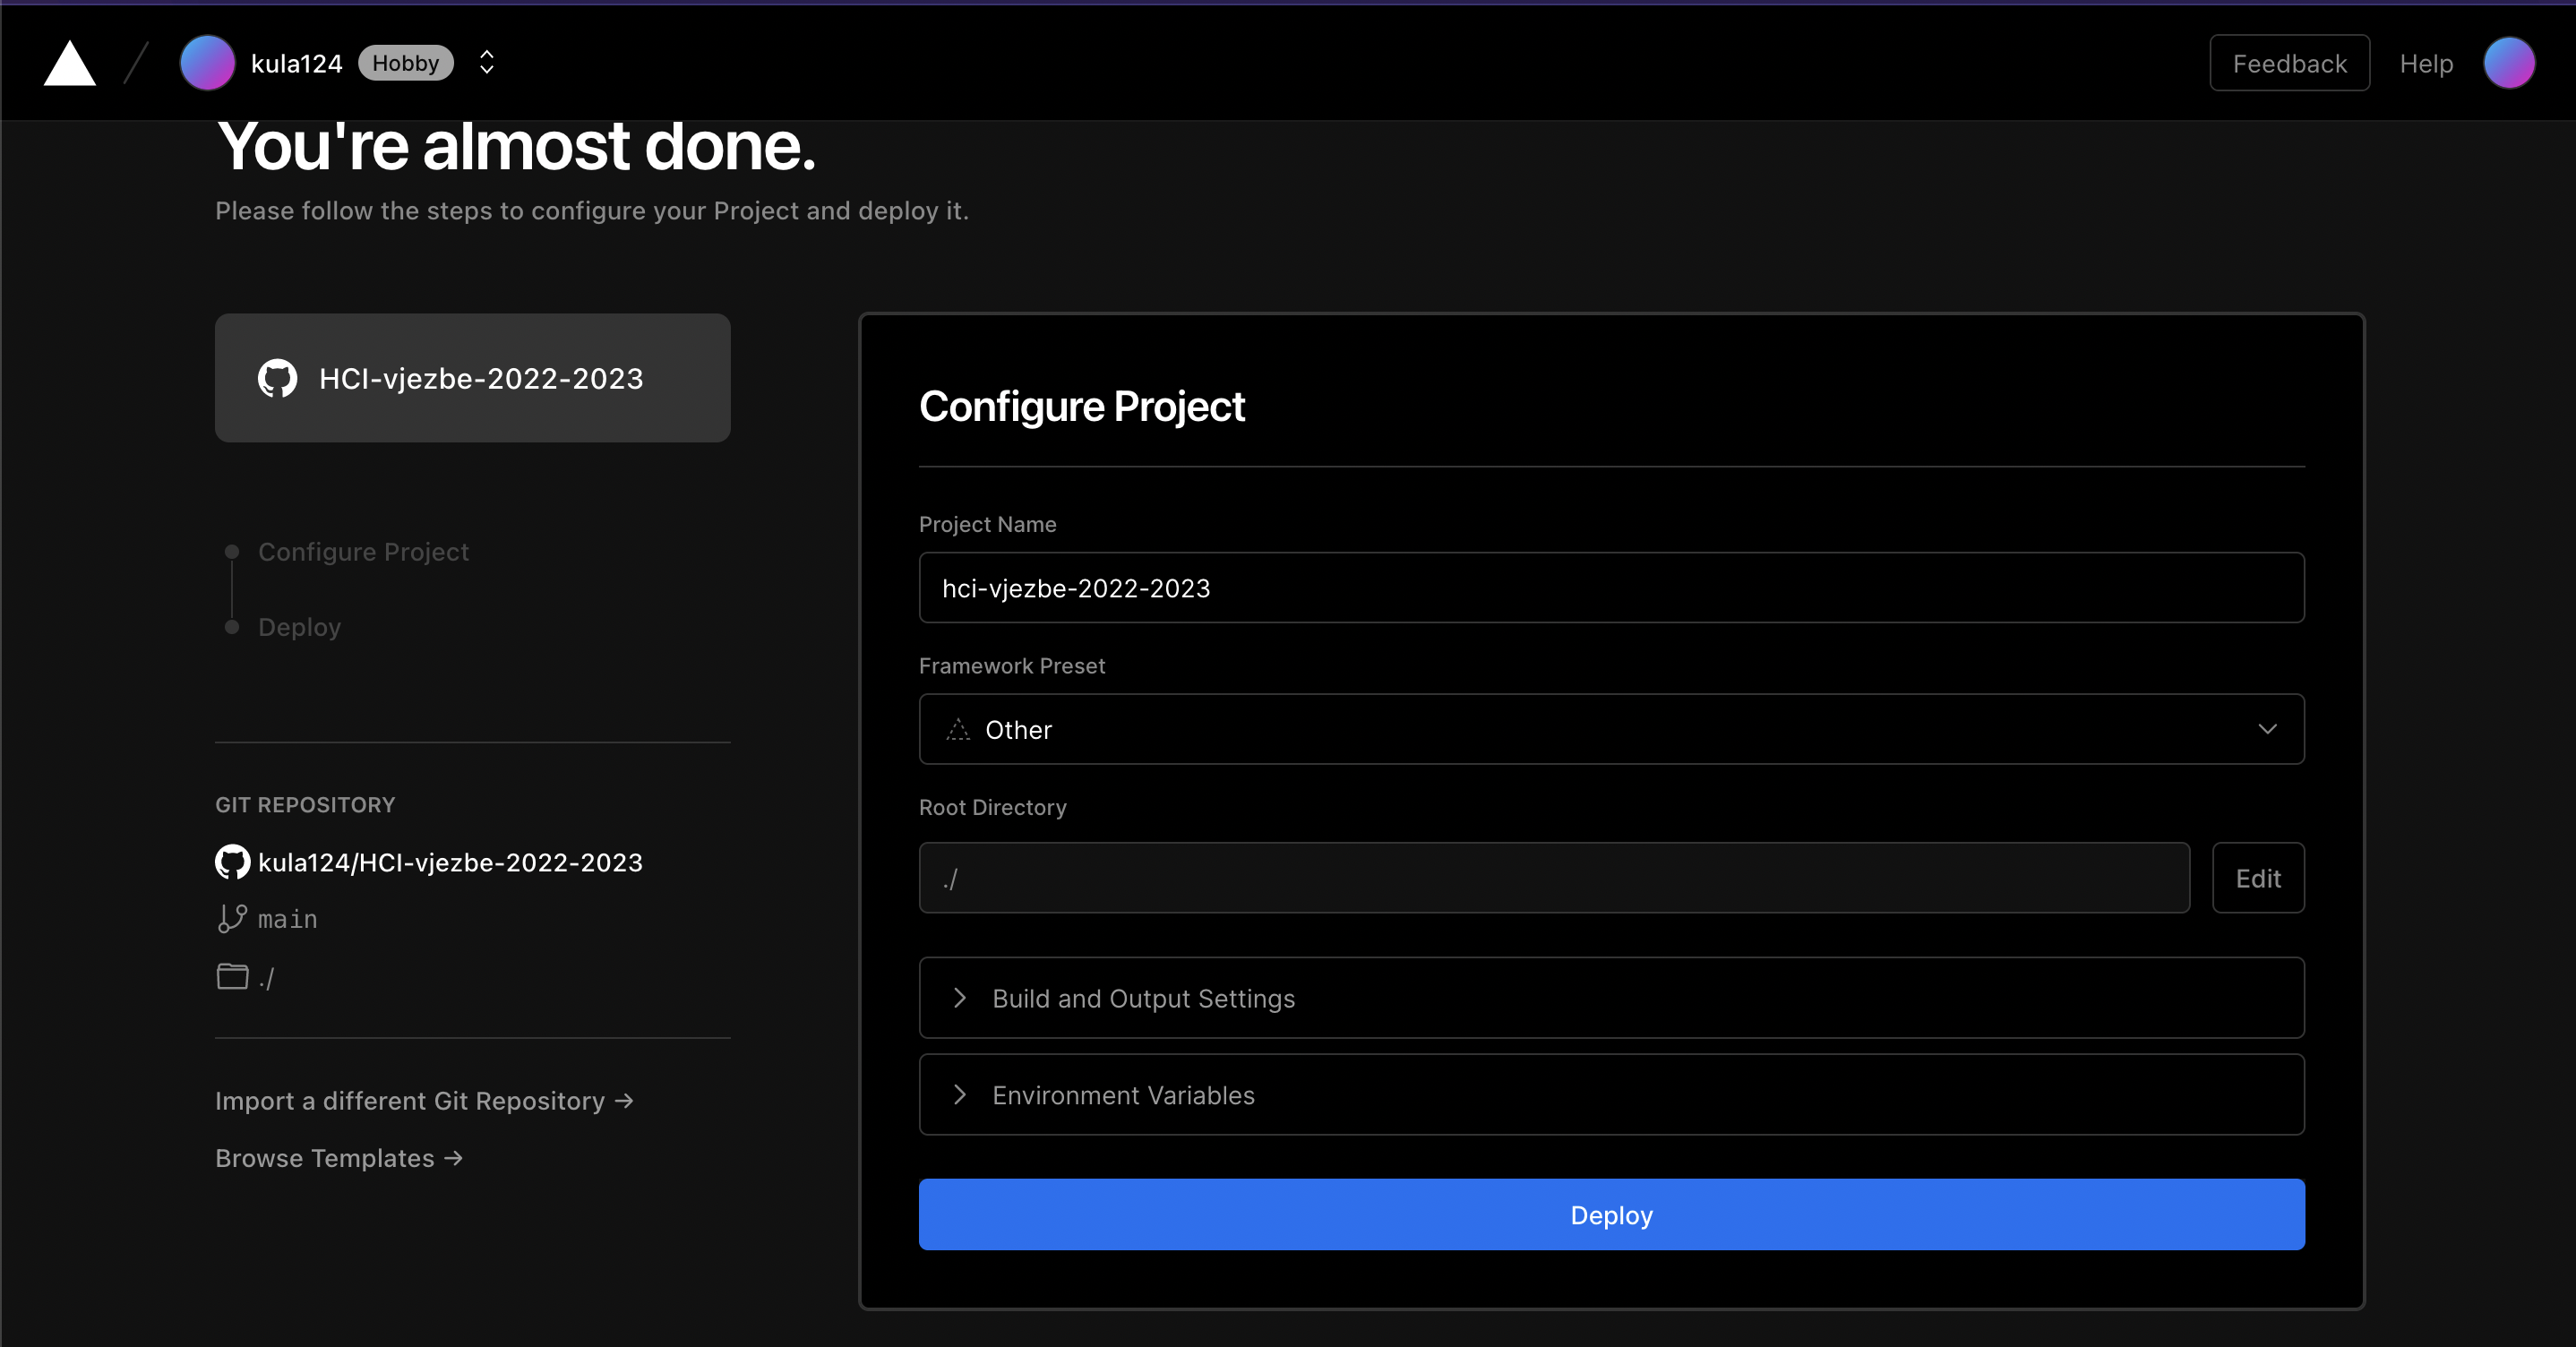 kula124 Hobby
Feedback Help
You're almost done.
Please follow the steps to configure your Project and deploy it.
HCI-vjezbe-2022-2023
Configure Project
Deploy
GIT REPOSITORY
kula124/HCI-vjezbe-2022-2023
main
./
Import a different Git Repository →
Browse Templates →
Configure Project
Project Name
hci-vjezbe-2022-2023
Framework Preset
Other
Root Directory
./
Edit
Build and Output Settings
Environment Variables
Deploy